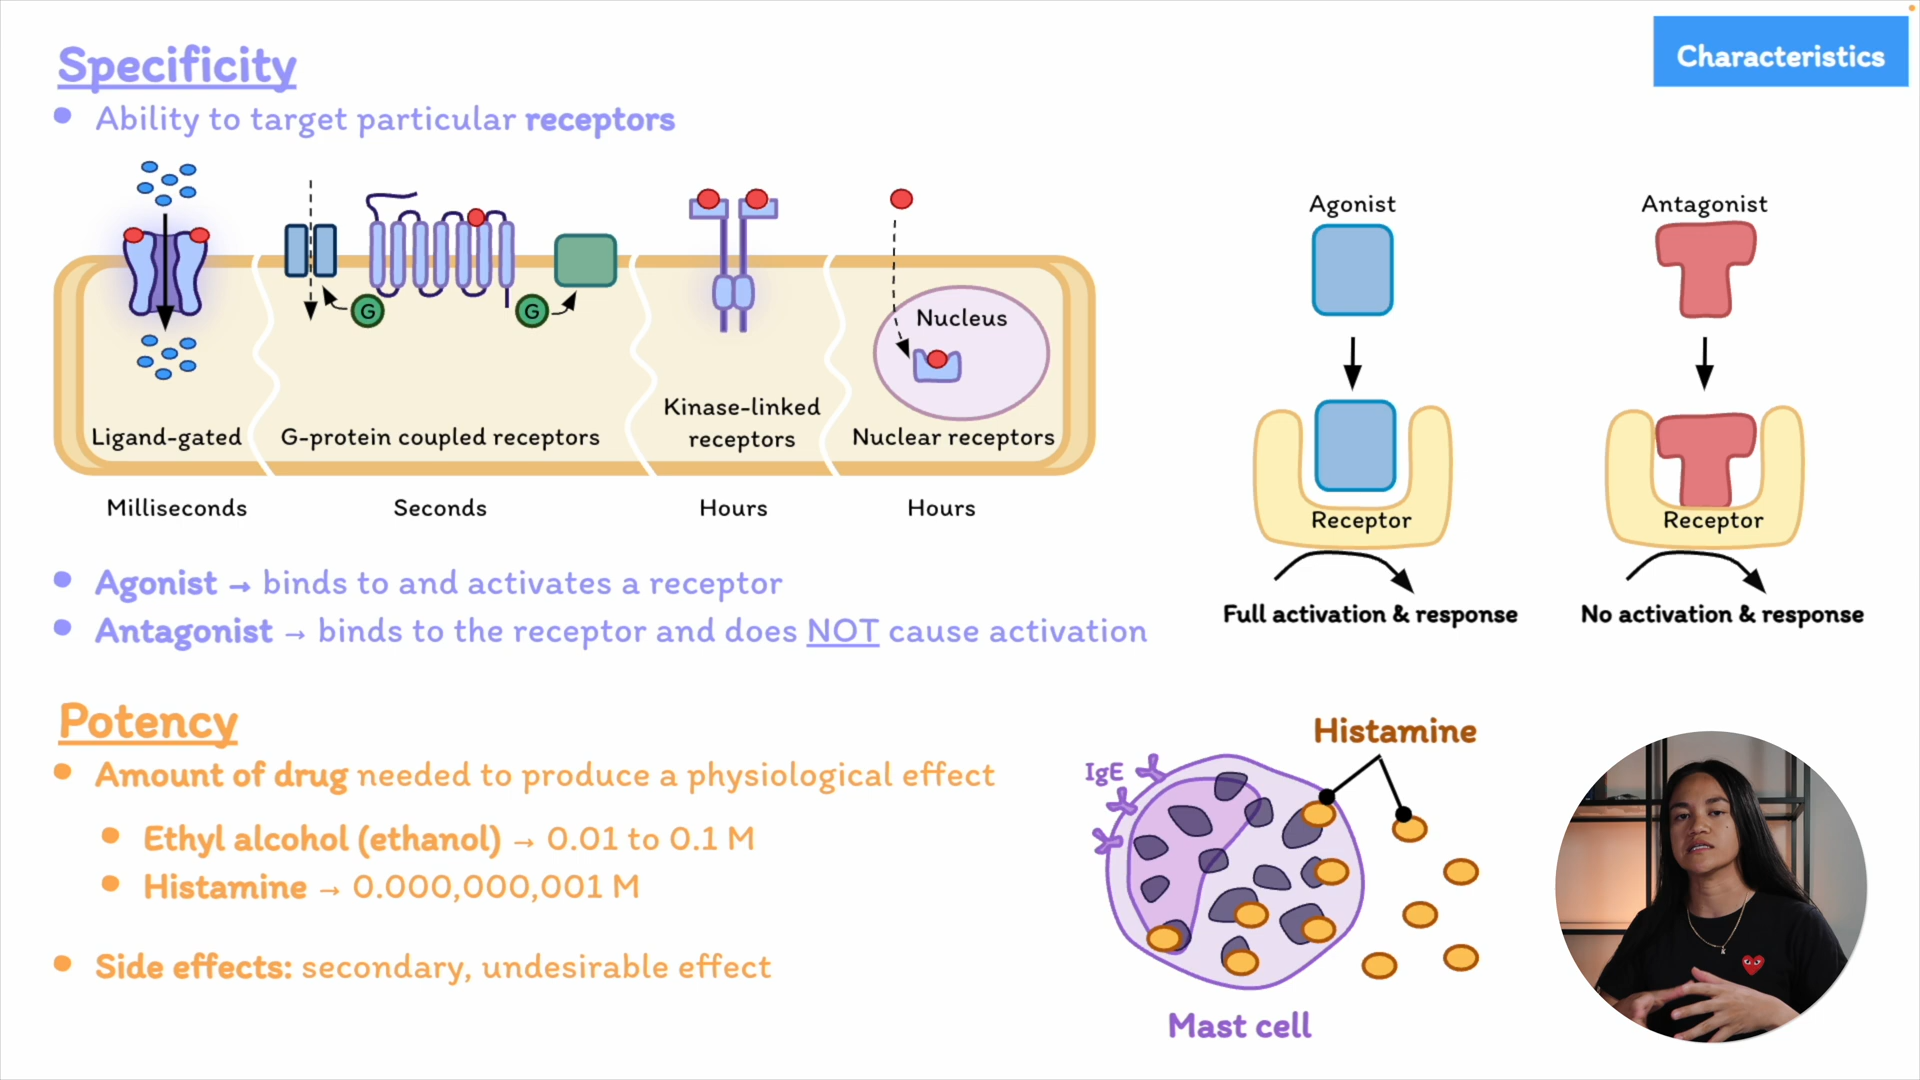 Specificity
Characteristics
• Ability to target particular receptors
Agonist
Antagonist
G
G
Nucleus
Ligand-gated
G-protein coupled receptors
Kinase-linked
receptors
Nuclear receptors
Milliseconds
Seconds
Hours
Hours
Receptor
Receptor
Full activation & response
No activation & response
• Agonist → binds to and activates a receptor
• Antagonist → binds to the receptor and does NOT cause activation
Potency
• Amount of drug needed to produce a physiological effect
• Ethyl alcohol (ethanol) → 0.01 to 0.1 M
• Histamine → 0.000,000,001 M
• Side effects: secondary, undesirable effect
Histamine
IgE
Mast cell